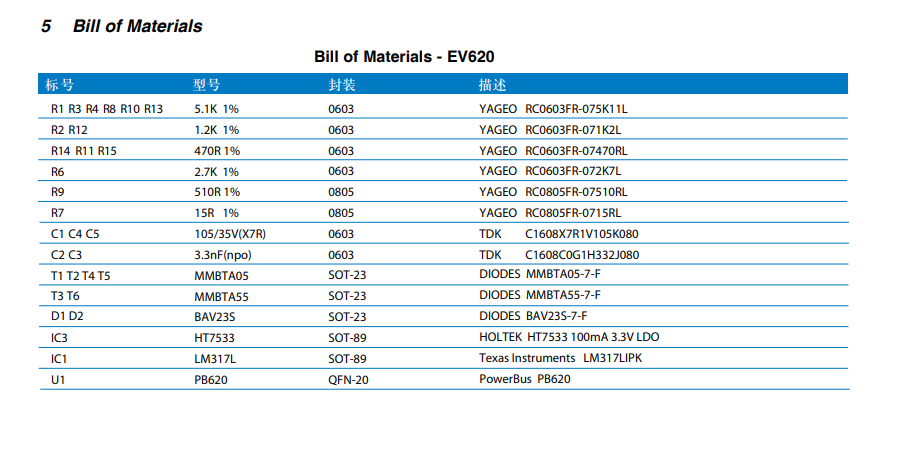 5 Bill of Materials
Bill of Materials - EV620
标号 型号 封装 描述
R1 R3 R4 R8 R10 R13 5.1K 1% 0603 YAGEO RC0603FR-075K11L
R2 R12 1.2K 1% 0603 YAGEO RC0603FR-071K2L
R14 R11 R15 470R 1% 0603 YAGEO RC0603FR-07470RL
R6 2.7K 1% 0603 YAGEO RC0603FR-072K7L
R9 510R 1% 0805 YAGEO RC0805FR-07510RL
R7 15R 1% 0805 YAGEO RC0805FR-0715RL
C1 C4 C5 105/35V(X7R) 0603 TDK C1608X7R1V105K080
C2 C3 3.3nF(npo) 0603 TDK C1608C0G1H332J080
T1 T2 T4 T5 MMBTA05 SOT-23 DIODES MMBTA05-7-F
T3 T6 MMBTA55 SOT-23 DIODES MMBTA55-7-F
D1 D2 BAV23S SOT-23 DIODES BAV23S-7-F
IC3 HT7533 SOT-89 HOLTEK HT7533 100mA 3.3V LDO
IC1 LM317L SOT-89 Texas Instruments LM317LIPK
U1 PB620 QFN-20 PowerBus PB620